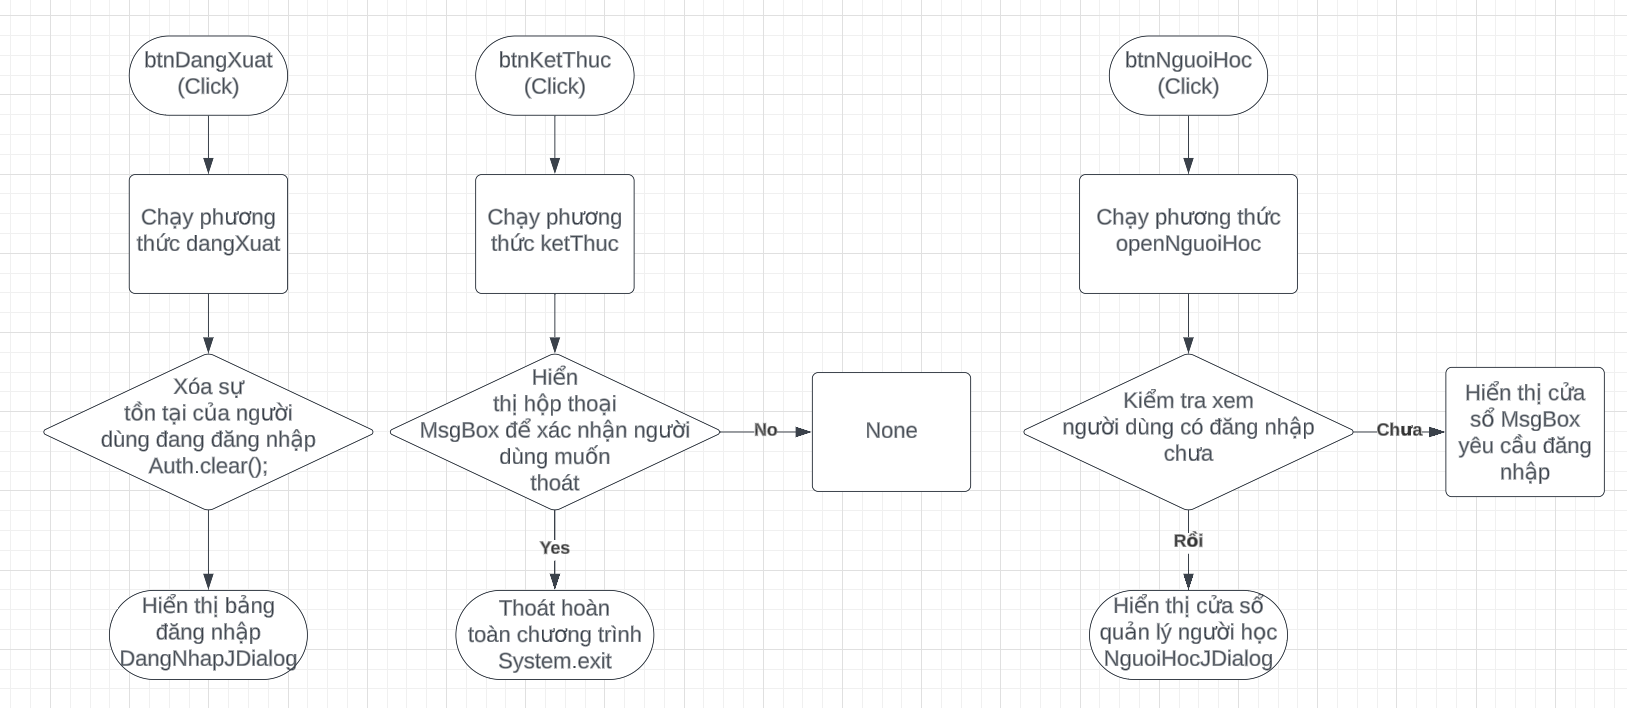 btnDangXuat
(Click)
Chạy phương
thức dangXuat
Xóa sự
tồn tại của người
dùng đang đăng nhập
Auth.clear();
Hiển thị bảng
đăng nhập
DangNhapJDialog
btnKetThuc
(Click)
Chạy phương
thức ketThuc
Hiển
thị hộp thoại
MsgBox để xác nhận người
dùng muốn
thoát
No
None
Yes
Thoát hoàn
toàn chương trình
System.exit
btnNguoiHoc
(Click)
Chạy phương thức
openNguoiHoc
Kiểm tra xem
người dùng có đăng nhập
chưa
Chưa
Hiển thị cửa
sổ MsgBox
yêu cầu đăng
nhập
Rồi
Hiển thị cửa sổ
quản lý người học
NguoiHocJDialog